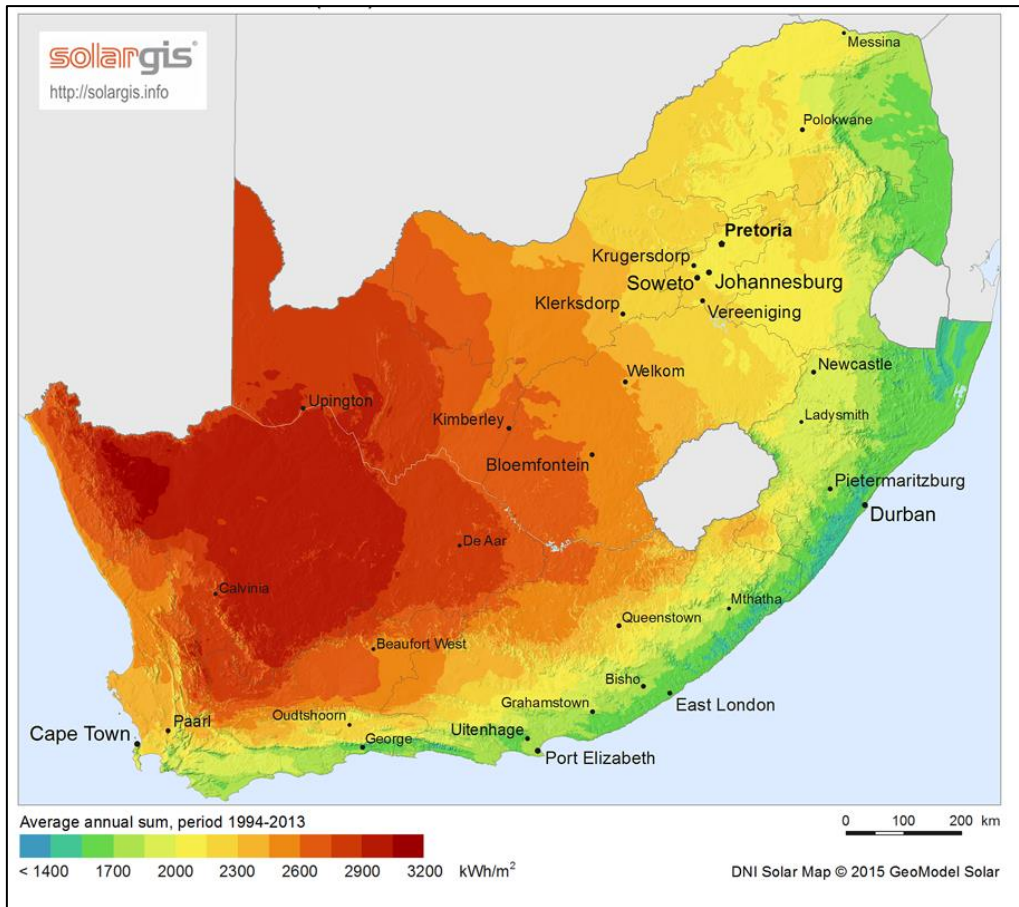 solargis®
http://solargis.info
Messina
Polokwane
Pretoria
Krugersdorp
Soweto
Johannesburg
Klerksdorp
Vereeniging
Newcastle
Welkom
Upington
Ladysmith
Kimberley
Bloemfontein
Pietermaritzburg
Durban
De Aar
Calvinia
Mthatha
Queenstown
Beaufort West
Bisho
East London
Grahamstown
Oudtshoorn
Paarl
Cape Town
Uitenhage
George
Port Elizabeth
Average annual sum, period 1994-2013
< 1400 1700 2000 2300 2600 2900 3200 kWh/m²
0 100 200 km
DNI Solar Map © 2015 GeoModel Solar